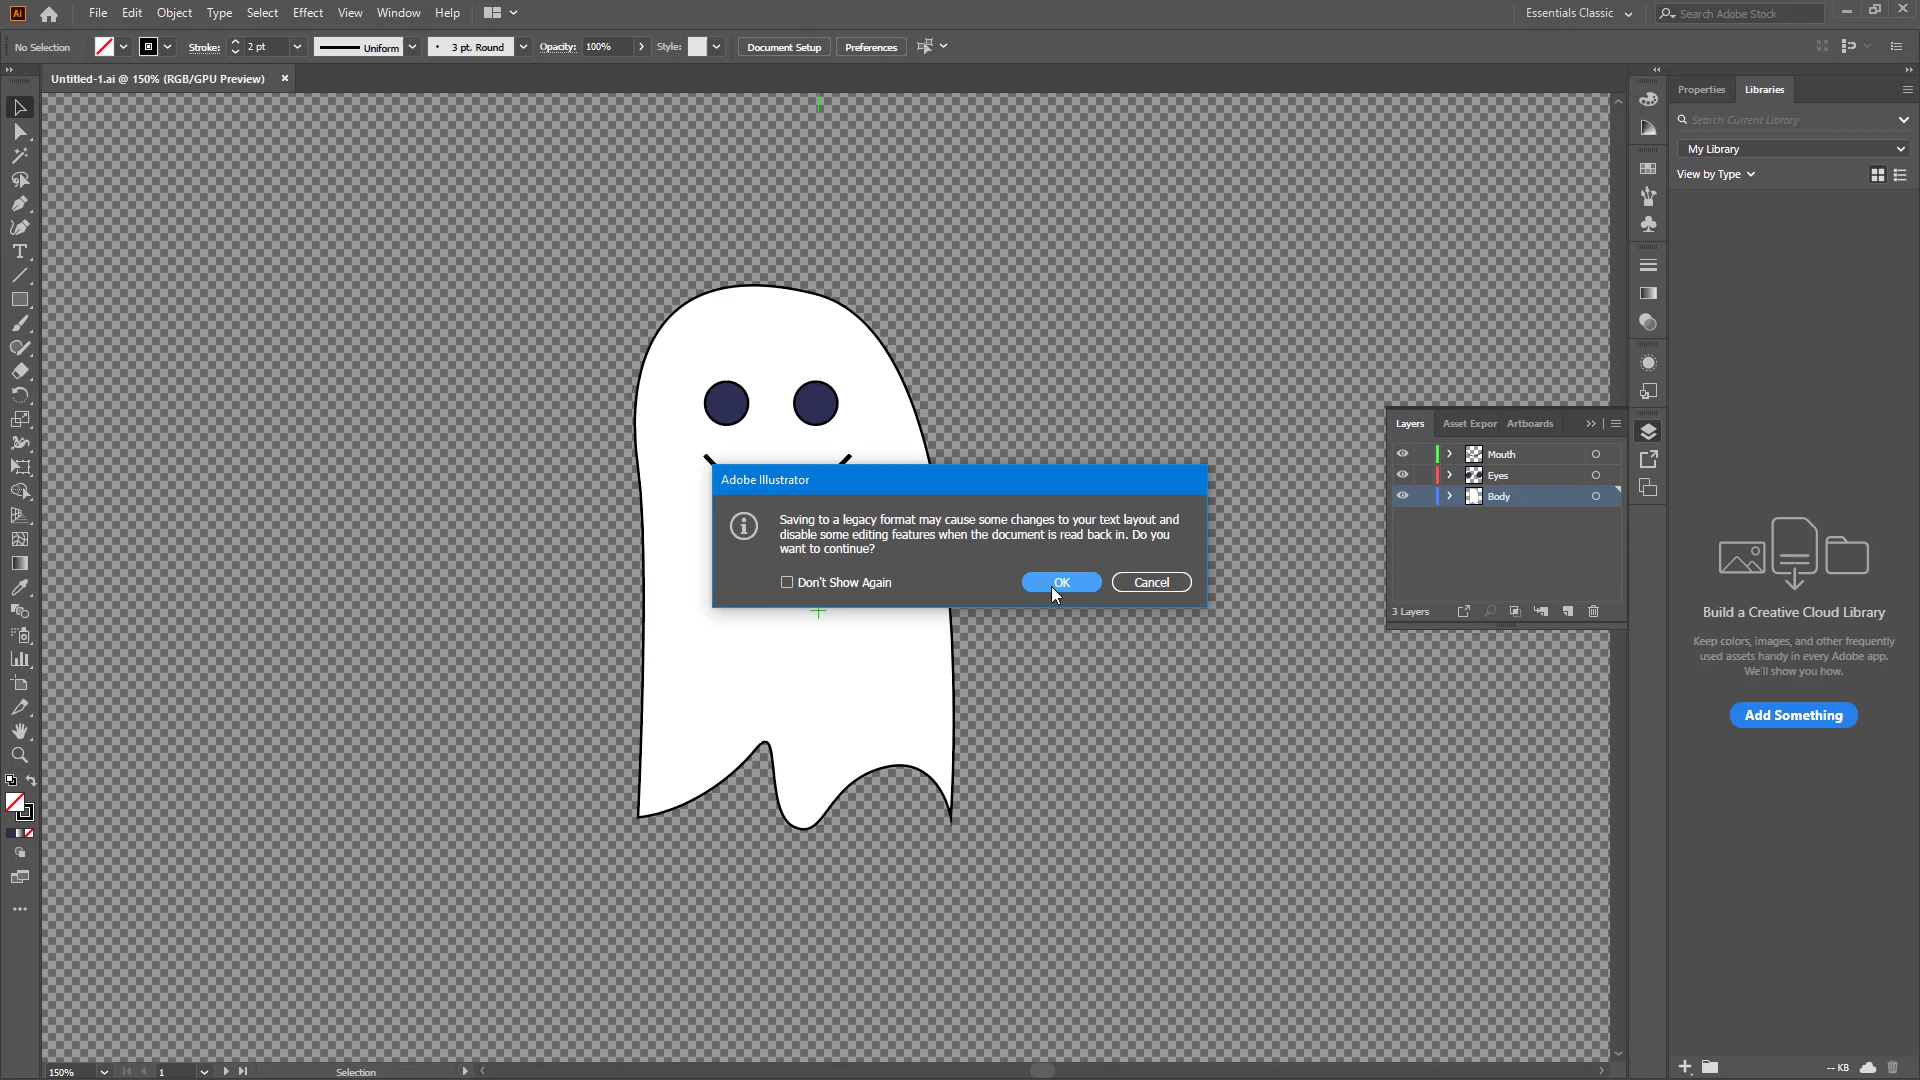 Ai File Edit Object Type Select Effect View Window Help Essentials Classic Search Adobe Stock
No Selection Stroke: 2 pt Uniform 3 pt. Round Opacity: 100% Style: Document Setup Preferences
Untitled-1.ai @ 150% (RGB/GPU Preview)
Properties Libraries
Search Current Library
My Library
View by Type
Layers Asset Expor Artboards
Mouth
Eyes
Body
3 Layers
Adobe Illustrator
Saving to a legacy format may cause some changes to your text layout and
disable some editing features when the document is read back in. Do you
want to continue?
Don't Show Again OK Cancel
Build a Creative Cloud Library
Keep colors, images, and other frequently
used assets handy in every Adobe app.
We'll show you how.
Add Something
150% 1 Selection
-- KB